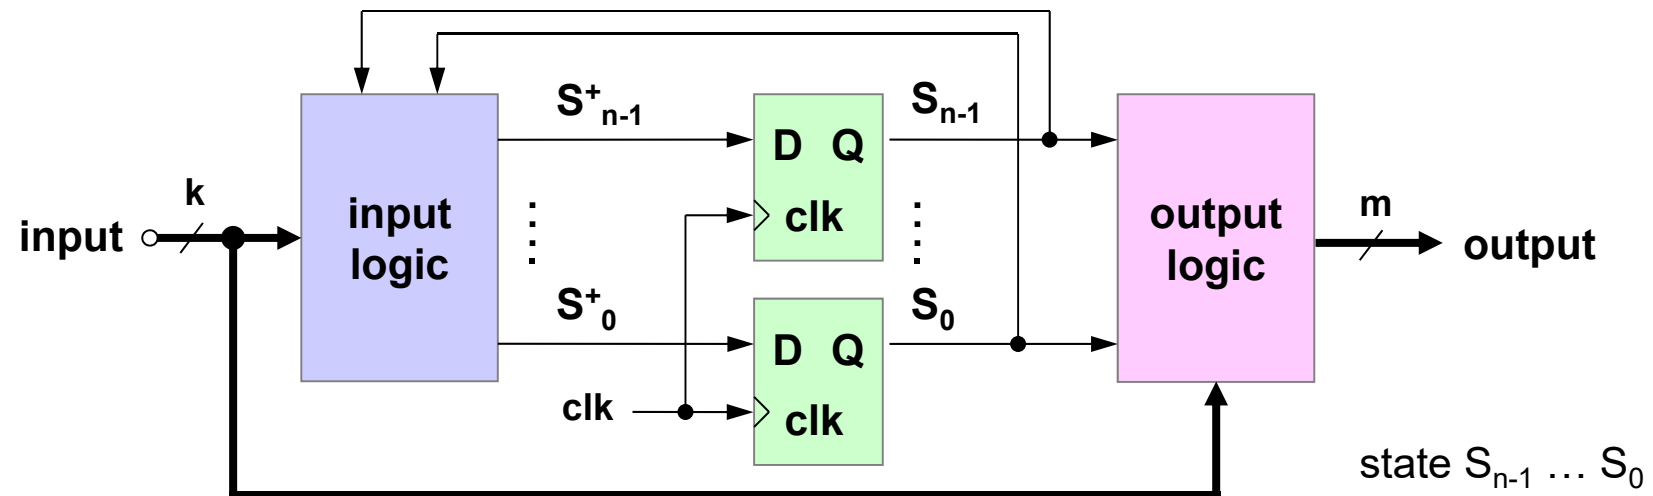 input
k
input
logic
S⁺ₙ₋₁
⋮
S⁺₀
clk
D Q
clk
D Q
clk
Sₙ₋₁
⋮
S₀
output
logic
m
output
state Sₙ₋₁ … S₀